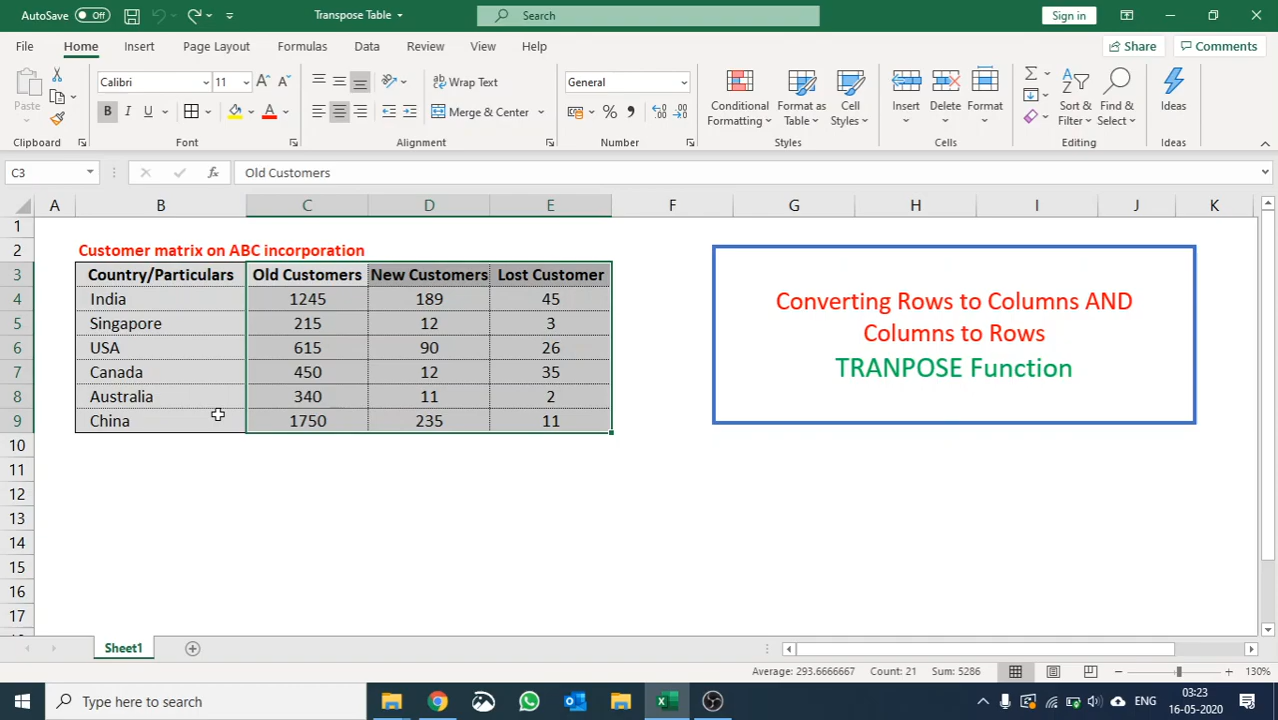 AutoSave Off Transpose Table Search Sign in
File Home Insert Page Layout Formulas Data Review View Help Share Comments
Paste Calibri 11 Wrap Text General Conditional Formatting Format as Table Cell Styles Insert Delete Format Sort & Filter Find & Select Ideas
B I U A Merge & Center % ,
Clipboard Font Alignment Number Styles Cells Editing Ideas
C3 fx Old Customers
A B C D E F G H I J K
1
2 Customer matrix on ABC incorporation
3 Country/Particulars Old Customers New Customers Lost Customer
4 India 1245 189 45
5 Singapore 215 12 3
6 USA 615 90 26
7 Canada 450 12 35
8 Australia 340 11 2
9 China 1750 235 11
Converting Rows to Columns AND
Columns to Rows
TRANPOSE Function
10
11
12
13
14
15
16
17
Sheet1
Average: 293.6666667 Count: 21 Sum: 5286 130%
Type here to search ENG 03:23
16-05-2020